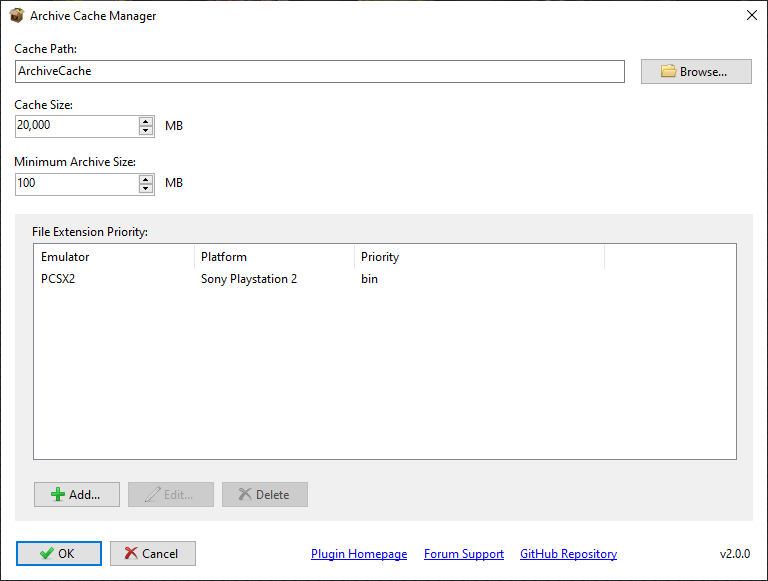 Archive Cache Manager
Cache Path:
ArchiveCache
Browse...
Cache Size:
20,000 MB
Minimum Archive Size:
100 MB
File Extension Priority:
Emulator Platform Priority
PCSX2 Sony Playstation 2 bin
Add... Edit... Delete
OK Cancel Plugin Homepage Forum Support GitHub Repository v2.0.0